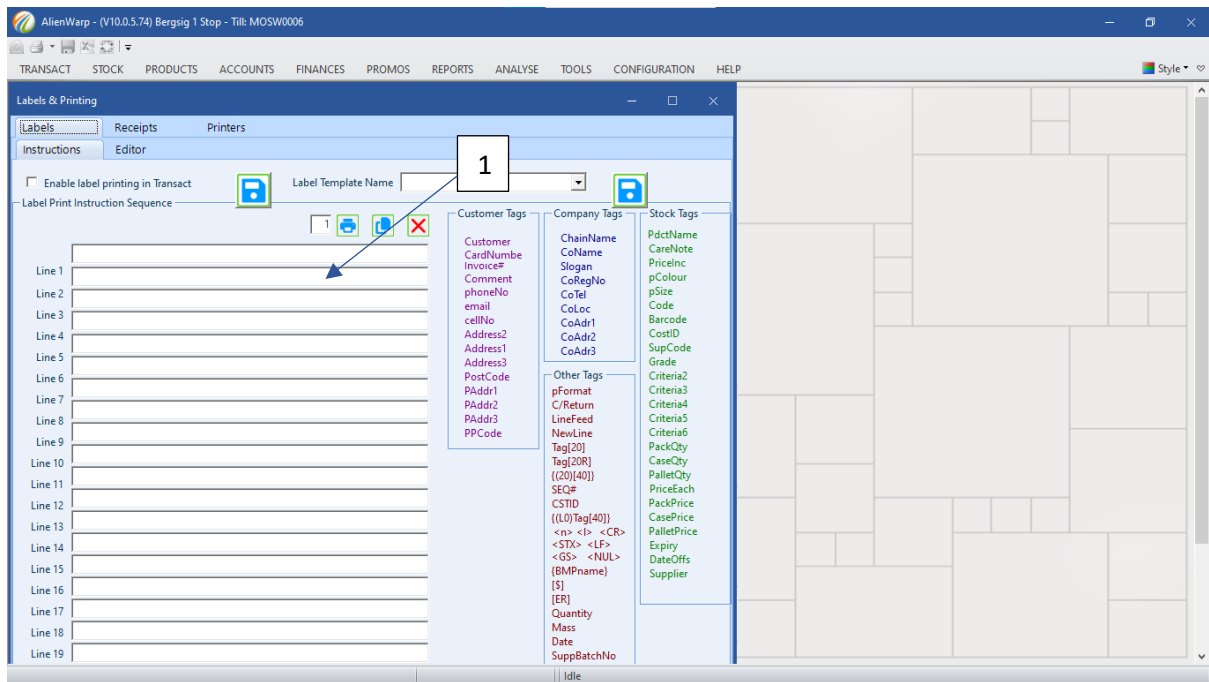 AlienWarp - (V10.0.5.74) Bergsig 1 Stop - Till: MOSW0006
TRANSACT STOCK PRODUCTS ACCOUNTS FINANCES PROMOS REPORTS ANALYSE TOOLS CONFIGURATION HELP Style
Labels & Printing
Labels Receipts Printers
Instructions Editor
1
Enable label printing in Transact
Label Template Name
Label Print Instruction Sequence
1
Line 1
Line 2
Line 3
Line 4
Line 5
Line 6
Line 7
Line 8
Line 9
Line 10
Line 11
Line 12
Line 13
Line 14
Line 15
Line 16
Line 17
Line 18
Line 19
Customer Tags
Customer
CardNumbe
Invoice#
Comment
phoneNo
email
cellNo
Address2
Address1
Address3
PostCode
PAddr1
PAddr2
PAddr3
PPCode
Company Tags
ChainName
CoName
Slogan
CoRegNo
CoTel
CoLoc
CoAdr1
CoAdr2
CoAdr3
Other Tags
pFormat
C/Return
LineFeed
NewLine
Tag[20]
Tag[20R]
{(20)[40]}
SEQ#
CSTID
{(L0)Tag[40]}
<n> <l> <CR>
<STX> <LF>
<GS> <NUL>
{BMPname}
[$]
[ER]
Quantity
Mass
Date
SuppBatchNo
Stock Tags
PdctName
CareNote
PriceInc
pColour
pSize
Code
Barcode
CostID
SupCode
Grade
Criteria2
Criteria3
Criteria4
Criteria5
Criteria6
PackQty
CaseQty
PalletQty
PriceEach
PackPrice
CasePrice
PalletPrice
Expiry
DateOffs
Supplier
Idle